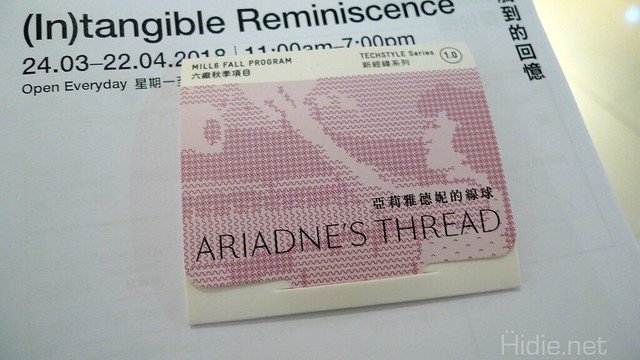 (In)tangible Reminiscence
24.03–22.04.2018 | 11:00am–7:00pm
Open Everyday 星期一至
到的回憶
MILL6 FALL PROGRAM
六廠秋季項目
TECHSTYLE Series 1.0
新經緯系列
亞莉雅德妮的線球
ARIADNE'S THREAD
Hidie.net